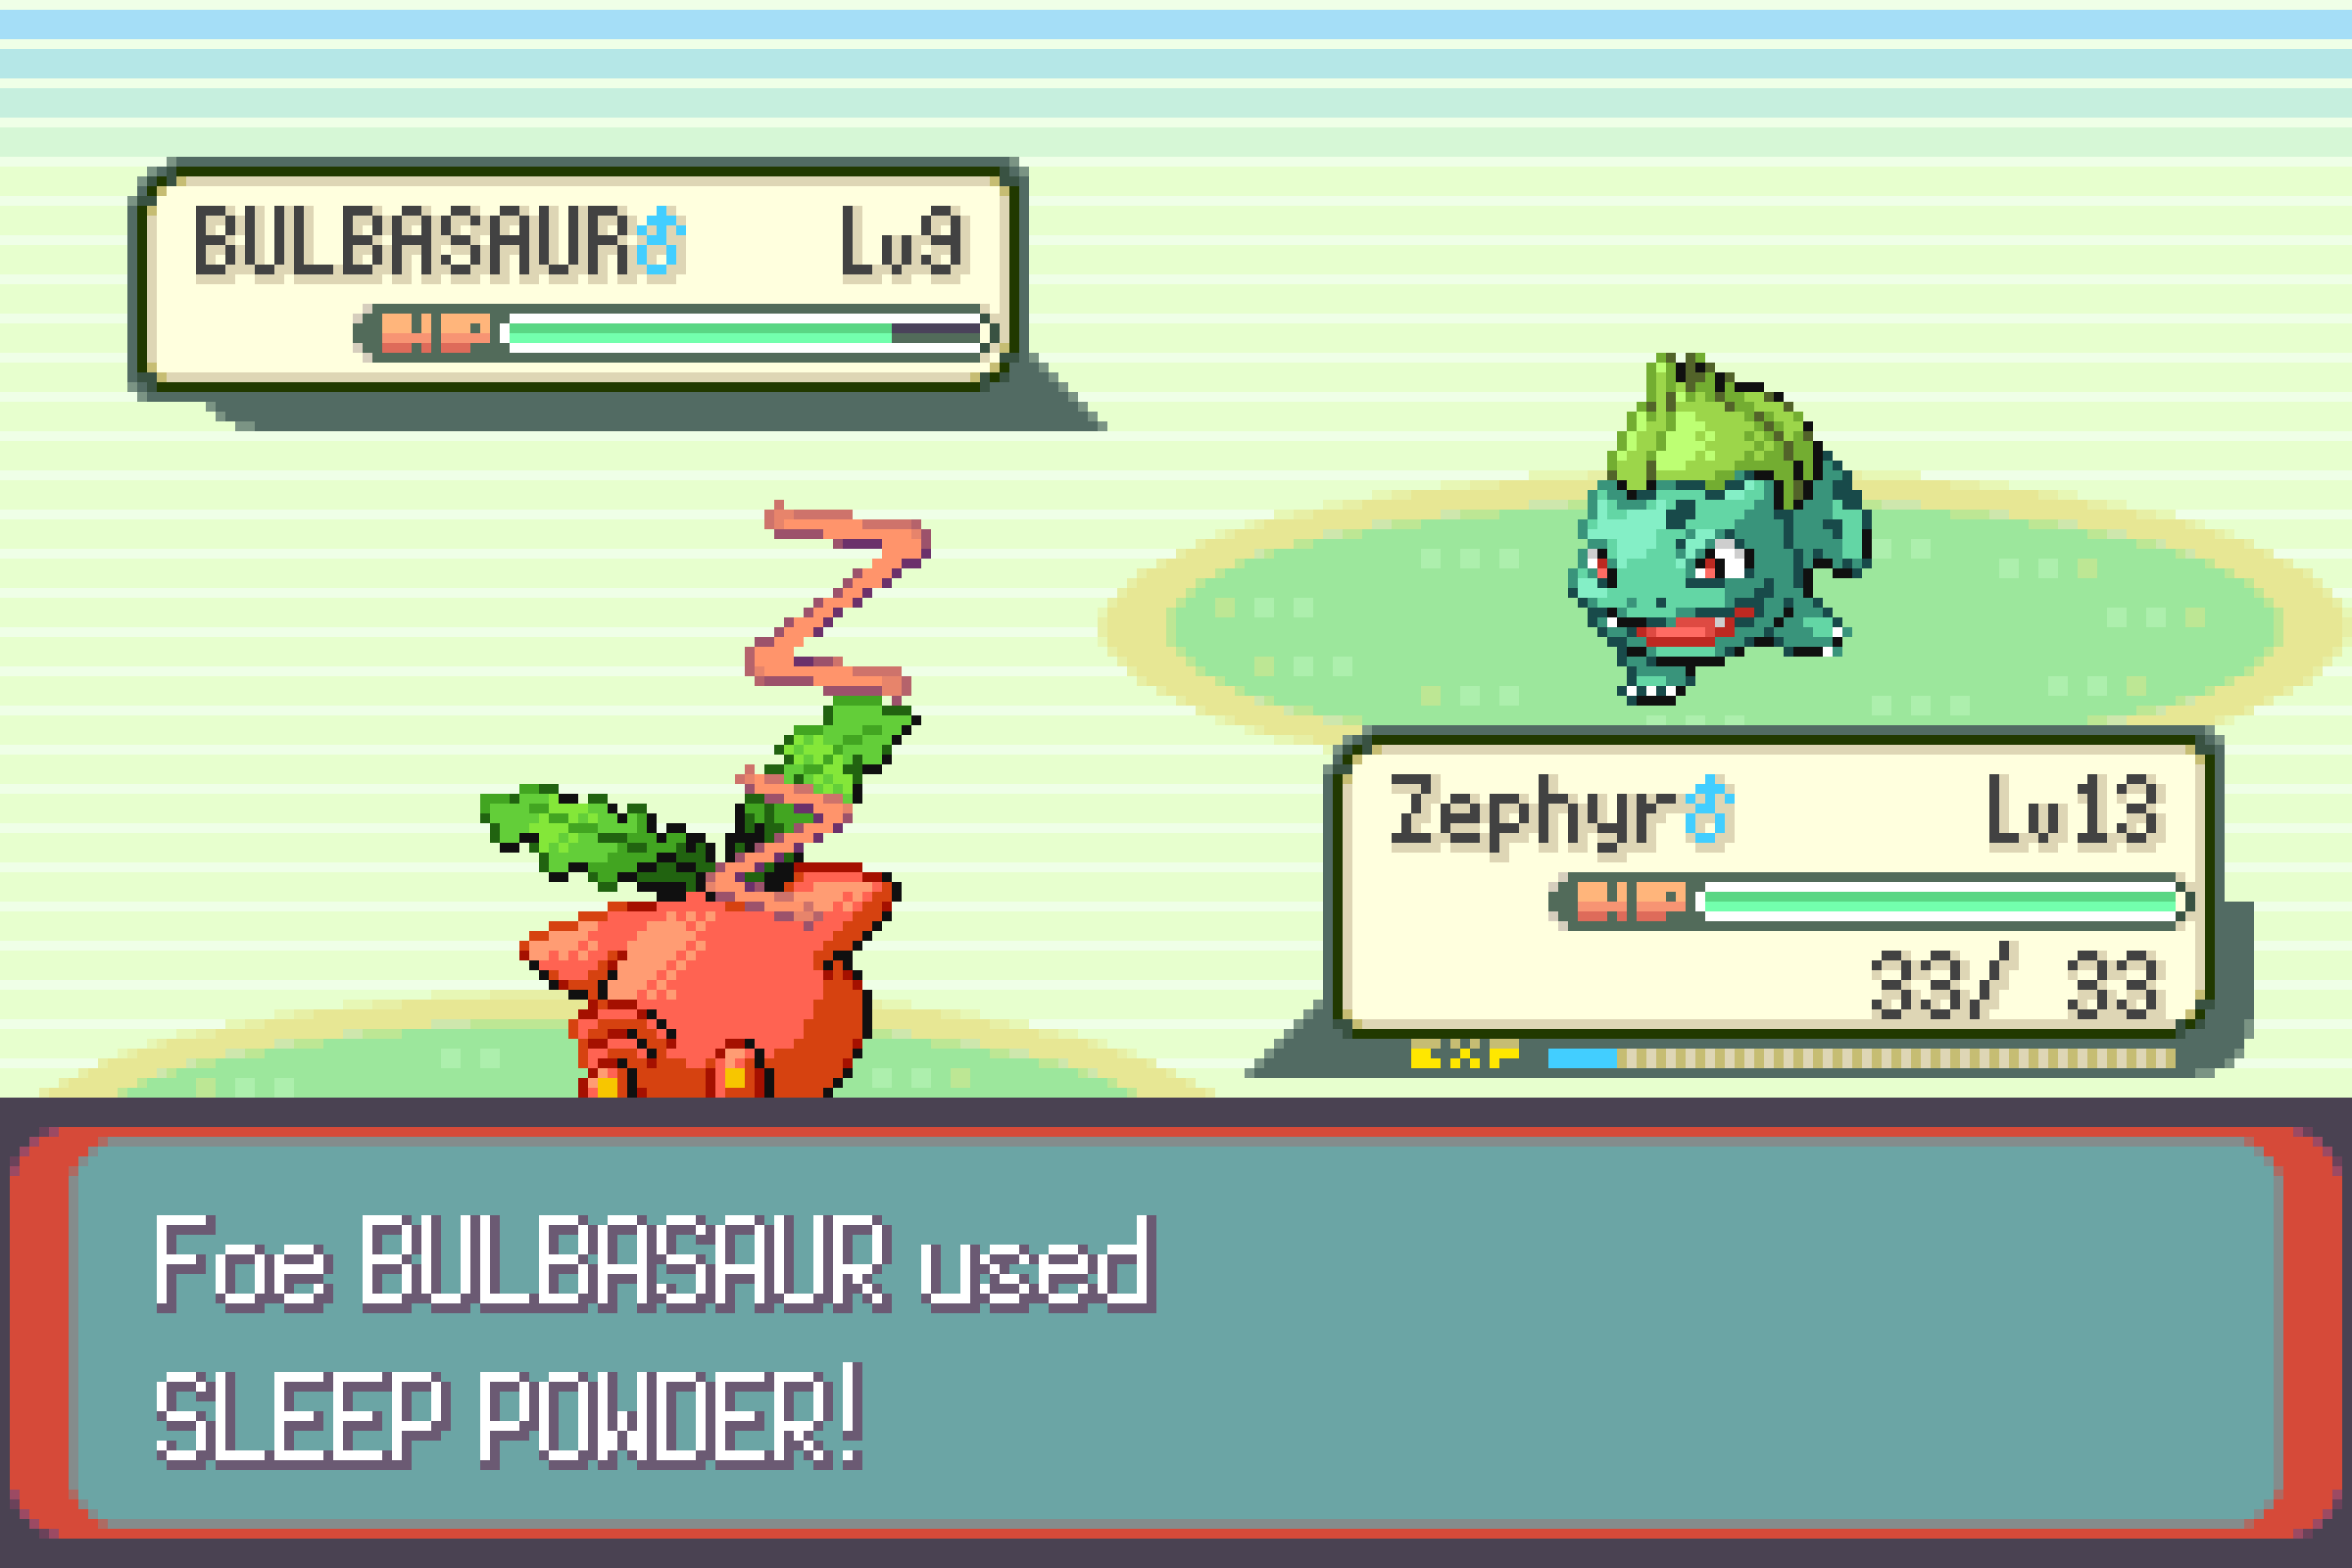 BULBASAUR♂ Lv9
HP
Zephyr♂ Lv13
HP
33/ 33
EXP
Foe BULBASAUR used
SLEEP POWDER!